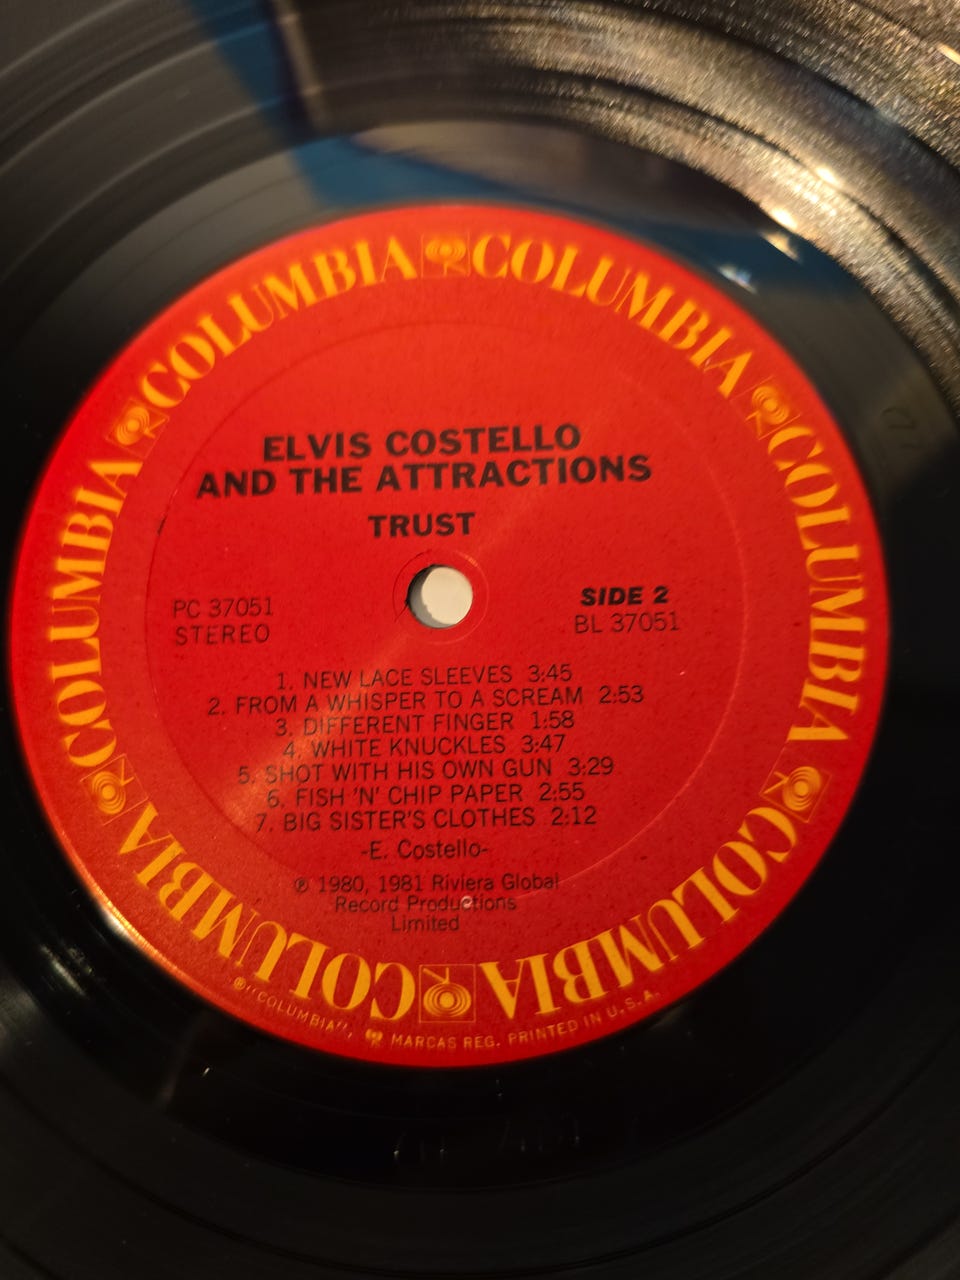 COLUMBIA COLUMBIA COLUMBIA COLUMBIA COLUMBIA COLUMBIA COLUMBIA COLUMBIA
ELVIS COSTELLO
AND THE ATTRACTIONS
TRUST
PC 37051
STEREO
SIDE 2
BL 37051
1. NEW LACE SLEEVES 3:45
2. FROM A WHISPER TO A SCREAM 2:53
3. DIFFERENT FINGER 1:58
4. WHITE KNUCKLES 3:47
5. SHOT WITH HIS OWN GUN 3:29
6. FISH 'N' CHIP PAPER 2:55
7. BIG SISTER'S CLOTHES 2:12
-E. Costello-
℗ 1980, 1981 Riviera Global
Record Productions
Limited
®"COLUMBIA", MARCAS REG. PRINTED IN U.S.A.